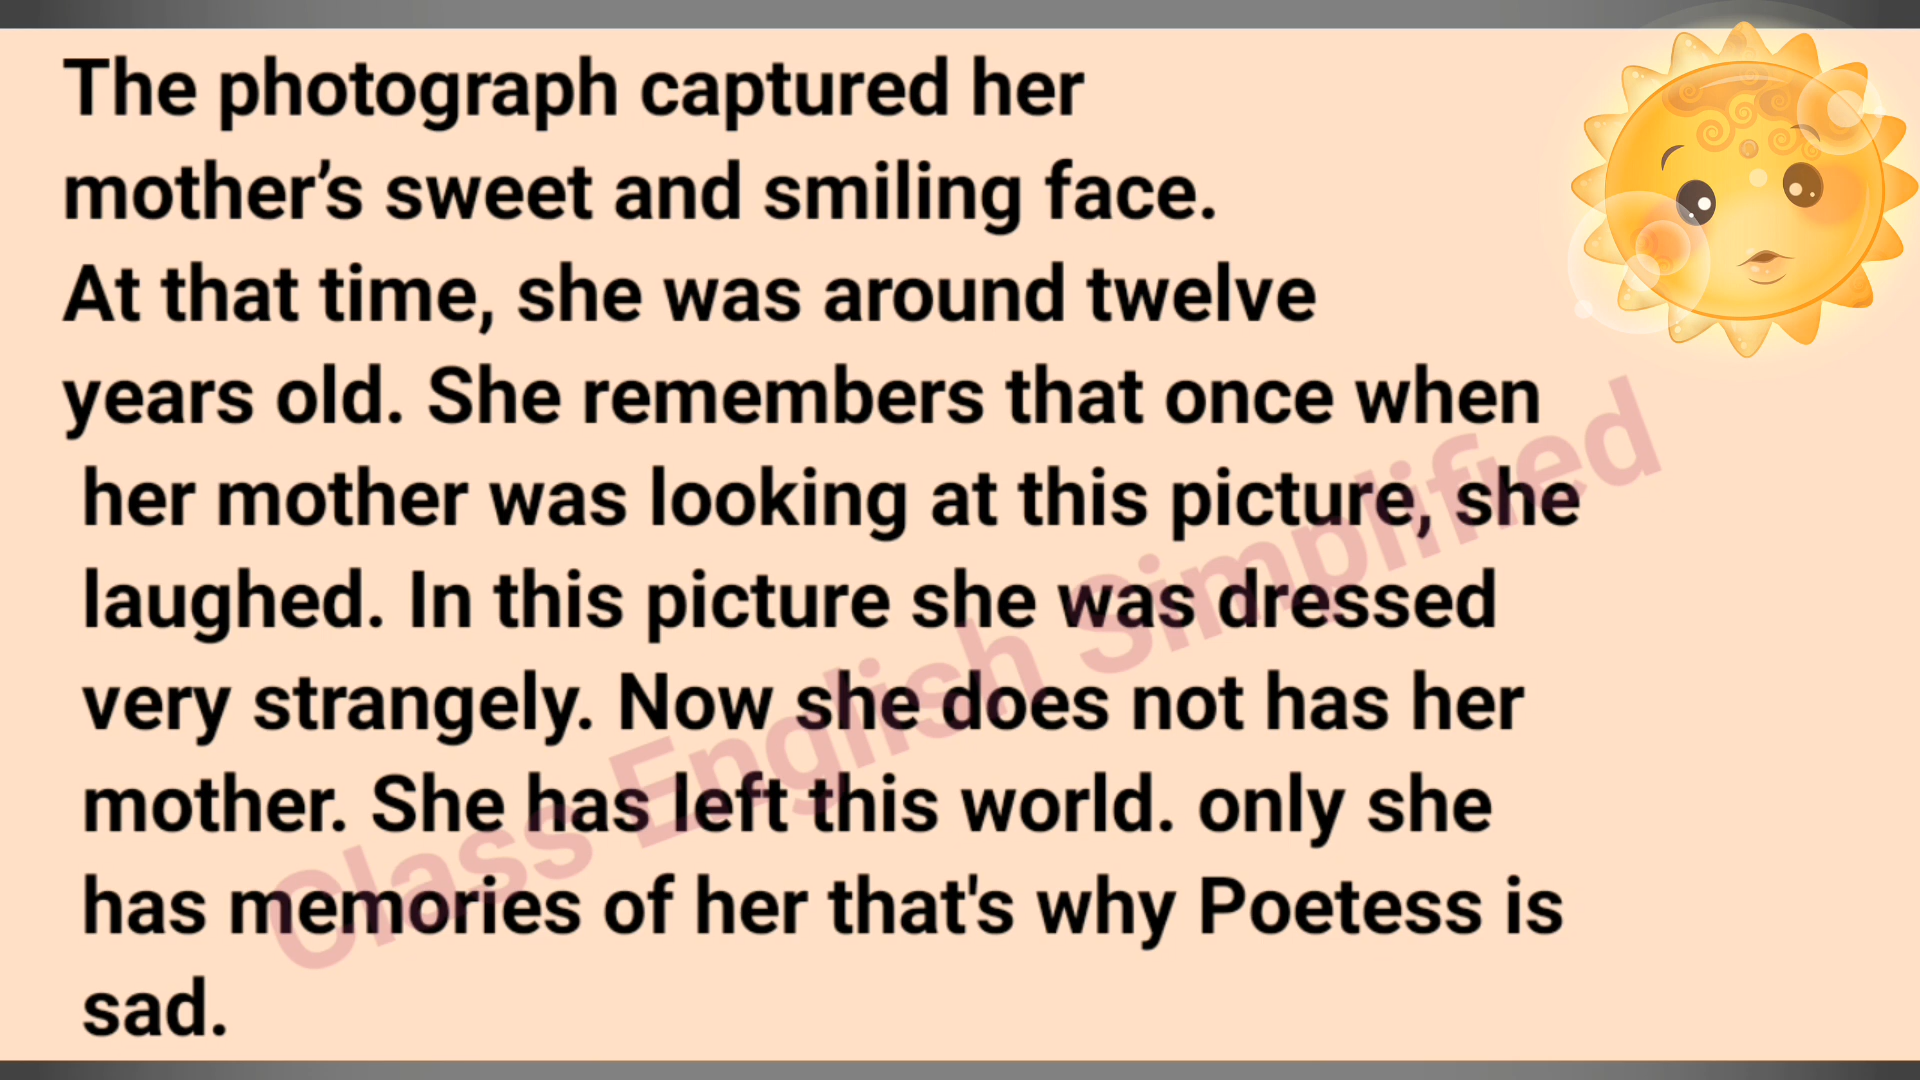 The photograph captured her
mother’s sweet and smiling face.
At that time, she was around twelve
years old. She remembers that once when
her mother was looking at this picture, she
laughed. In this picture she was dressed
very strangely. Now she does not has her
mother. She has left this world. only she
has memories of her that's why Poetess is
sad.
Class English Simplified